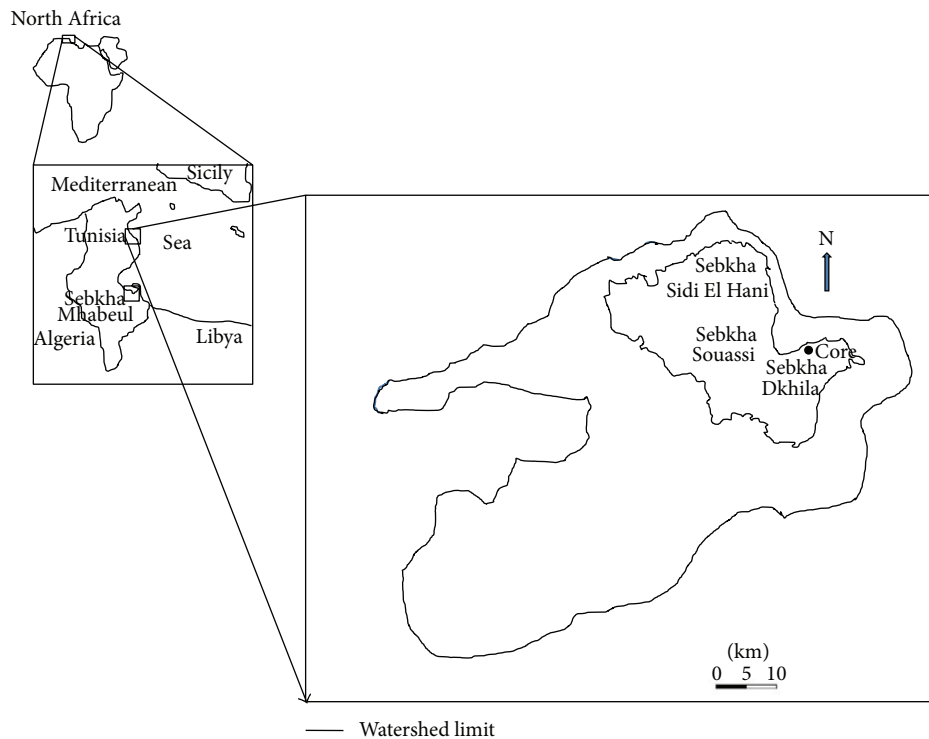 North Africa
Sicily
Mediterranean
Tunisia
Sea
Sebkha
Mhabeul
Algeria
Libya
N
Sebkha
Sidi El Hani
Sebkha
Souassi
Core
Sebkha
Dkhila
(km)
0 5 10
Watershed limit